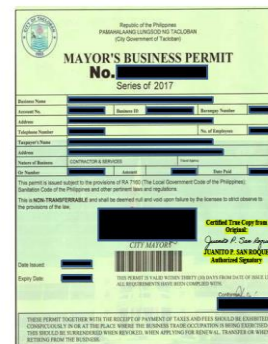 Republic of the Philippines
PAMAHALAANG LUNGSOD NG TACLOBAN
(City Government of Tacloban)
MAYOR'S BUSINESS PERMIT
No.
Series of 2017
Business Name
Account No.
Business ID
Barangay Number
Address
Telephone Number
No. of Employees
Taxpayer's Name
Address
Nature of Business
CONTRACTOR & SERVICES
Or Number
Amount
Date Paid
This permit is issued subject to the provisions of RA 7160 (The Local Government Code of the Philippines),
Sanitation Code of the Philippines and other pertinent laws and regulations.
This is NON-TRANSFERRABLE and shall be deemed null and void upon failure by the licensee to strict observe to
the provisions of the law.
Certified True Copy from
Original:
Juanito P. San Roque
JUANITO P. SAN ROQUE
Authorized Signatory
CITY MAYOR
Date Issued:
Expiry Date:
THIS PERMIT IS VALID WITHIN THIRTY (30) DAYS FROM DATE OF ISSUE
ALL REQUIREMENTS HAVE BEEN COMPLIED WITH.
THESE PERMIT TOGETHER WITH THE RECEIPT OF PAYMENT OF TAXES AND FEES SHOULD BE EXHIBITED
CONSPICUOUSLY IN OR AT THE PLACE WHERE THE BUSINESS TRADE OCCUPATION IS BEING EXERCISED
THIS SHOULD BE SURRENDERED WHEN REVOKED, WHEN APPLYING FOR RENEWAL, TRANSFER OR WHEN
RETIRING FROM THE BUSINESS.